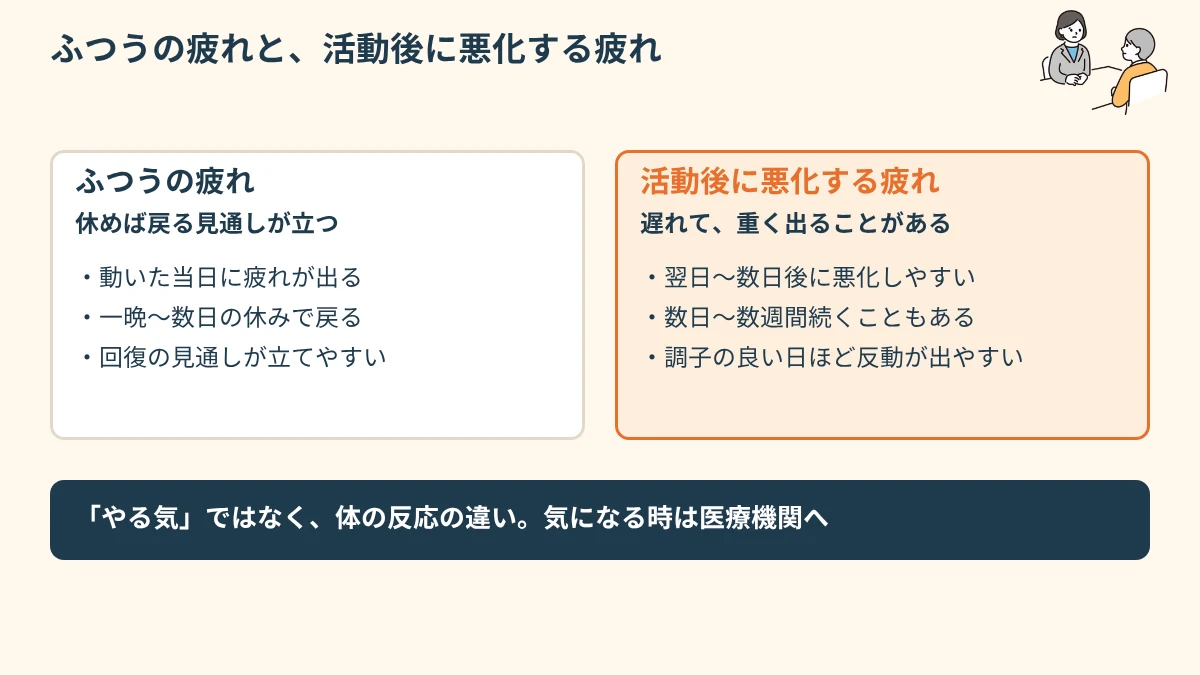 ふつうの疲れと、活動後に悪化する疲れ
ふつうの疲れ
休めば戻る見通しが立つ
・動いた当日に疲れが出る
・一晩〜数日の休みで戻る
・回復の見通しが立てやすい
活動後に悪化する疲れ
遅れて、重く出ることがある
・翌日〜数日後に悪化しやすい
・数日〜数週間続くこともある
・調子の良い日ほど反動が出やすい
「やる気」ではなく、体の反応の違い。気になる時は医療機関へ